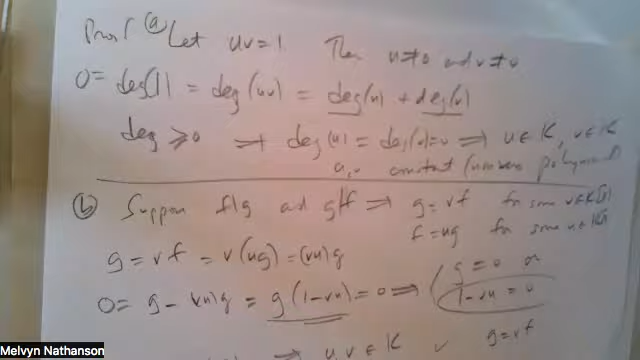 Proof (a) Let uv=1 Then u≠0 and v≠0
0 = deg(1) = deg(uv) = deg(u) + deg(v)
deg ≥ 0 ⟹ deg(u) = deg(v)=0 ⟹ u∈K, v∈K
u,v constant polynomials
(b) Suppose f|g and g|f ⟹ g = vf for some v∈K[x]
f = ug for some u∈K[x]
g = vf = v(ug) = (vu)g
0 = g - (vu)g = g(1-vu) = 0 ⟹ (g = 0 or
1-vu = 0
⟹ u,v ∈ K g=vf
Melvyn Nathanson